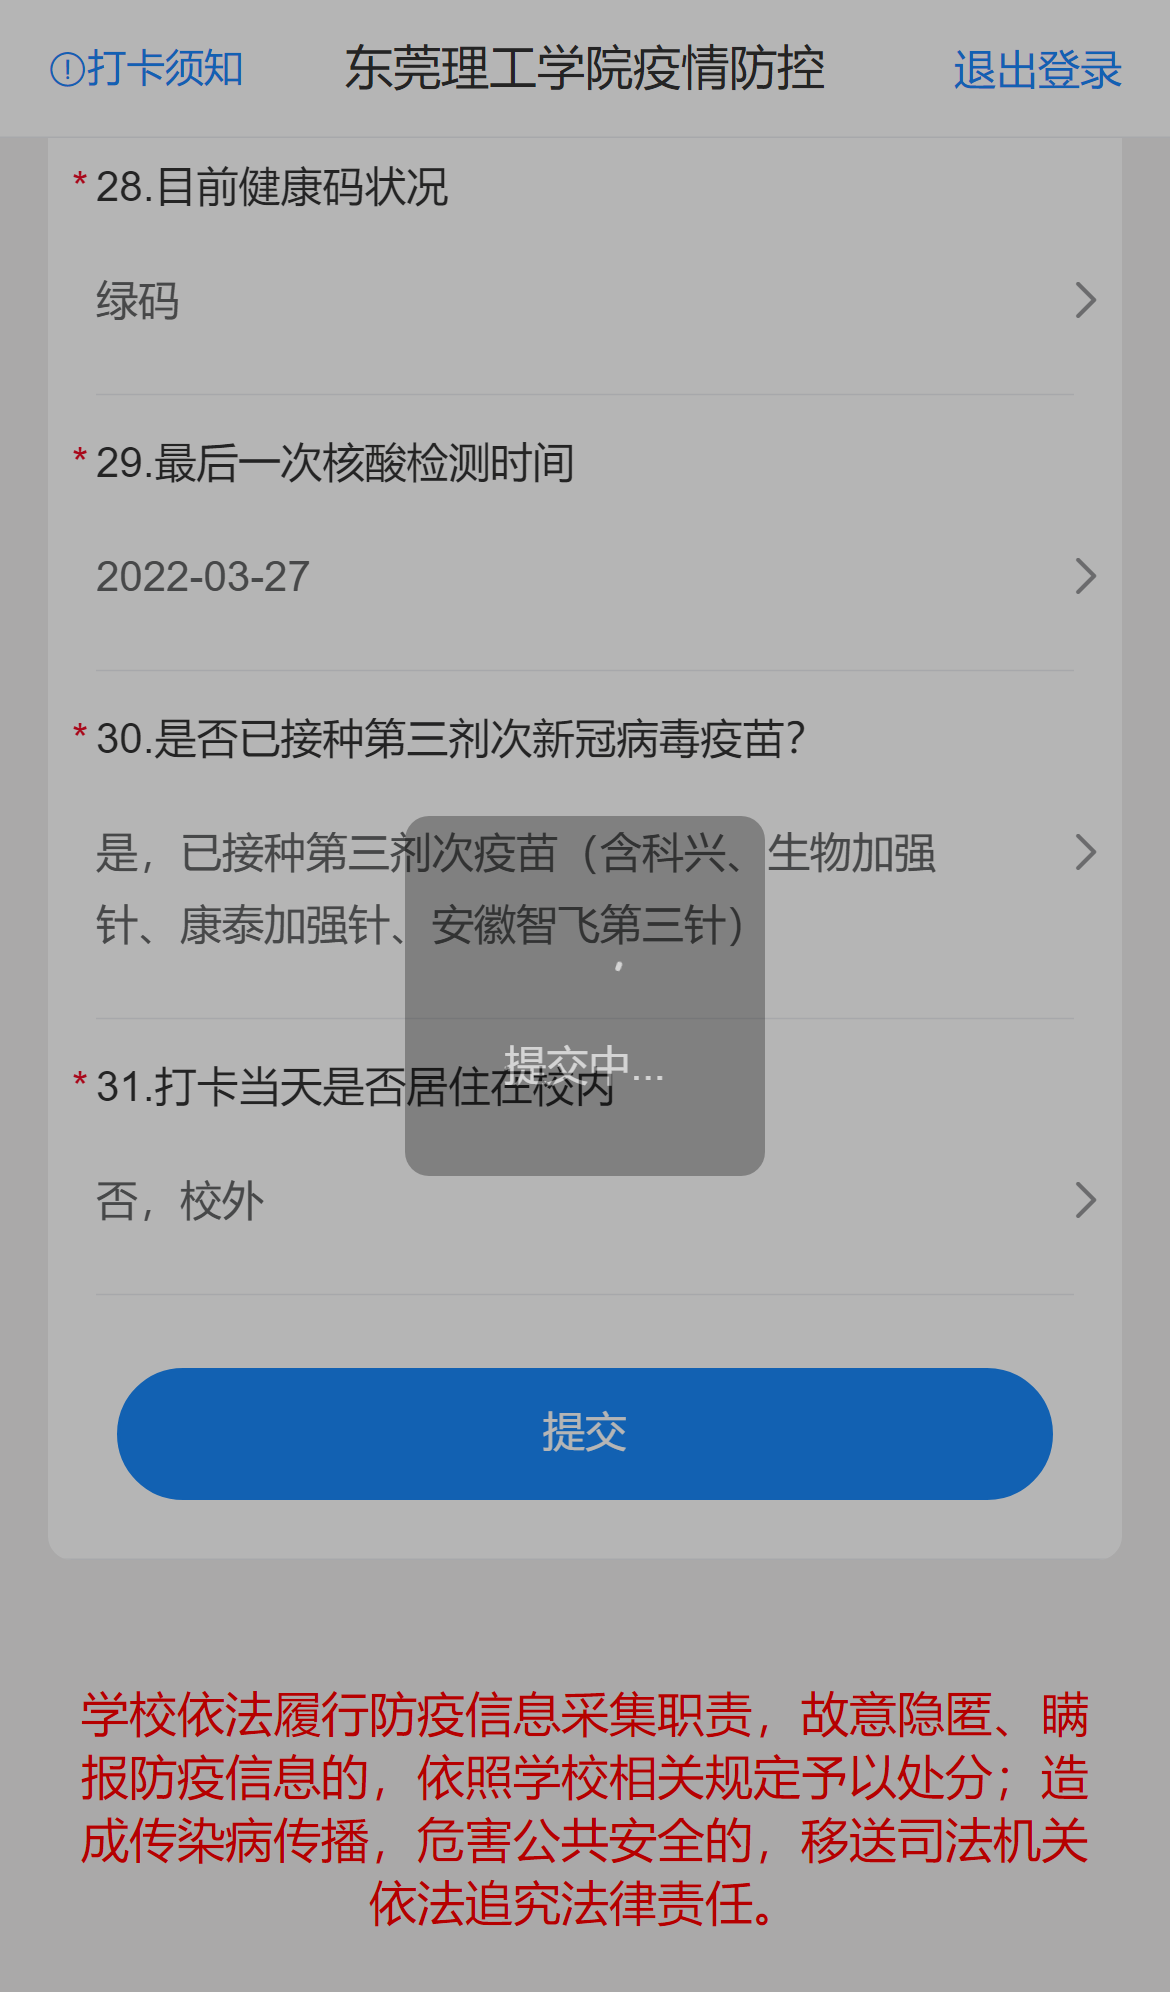 打卡须知 东莞理工学院疫情防控 退出登录
* 28.目前健康码状况
绿码
* 29.最后一次核酸检测时间
2022-03-27
* 30.是否已接种第三剂次新冠病毒疫苗？
是，已接种第三剂次疫苗（含科兴、生物加强
针、康泰加强针、安徽智飞第三针）
提交中...
* 31.打卡当天是否居住在校内
否，校外
提交
学校依法履行防疫信息采集职责，故意隐匿、瞒
报防疫信息的，依照学校相关规定予以处分；造
成传染病传播，危害公共安全的，移送司法机关
依法追究法律责任。